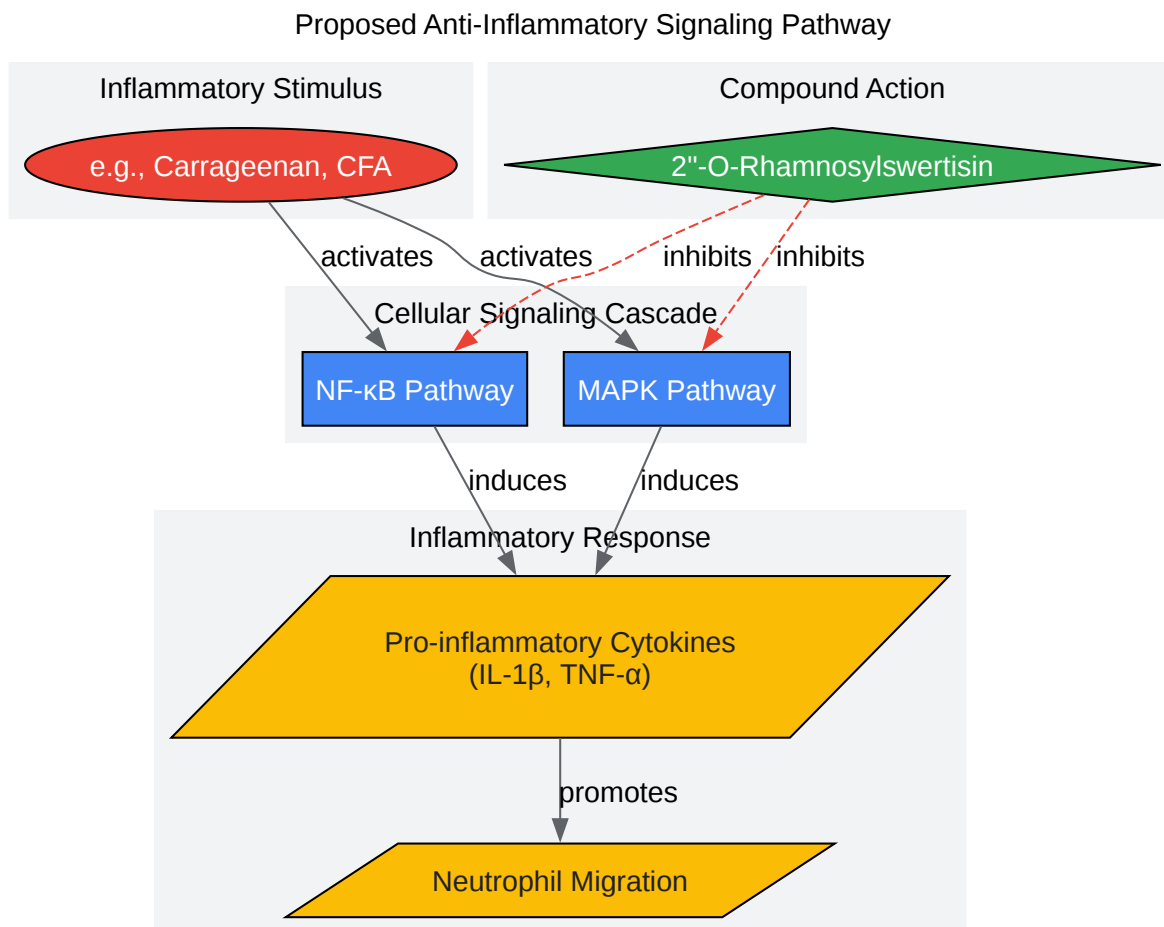 Proposed Anti-Inflammatory Signaling Pathway
Inflammatory Stimulus
Compound Action
e.g., Carrageenan, CFA
2"-O-Rhamnosylswertisin
activates
activates
inhibits
inhibits
Cellular Signaling Cascade
NF-κB Pathway
MAPK Pathway
induces
induces
Inflammatory Response
Pro-inflammatory Cytokines
(IL-1β, TNF-α)
promotes
Neutrophil Migration